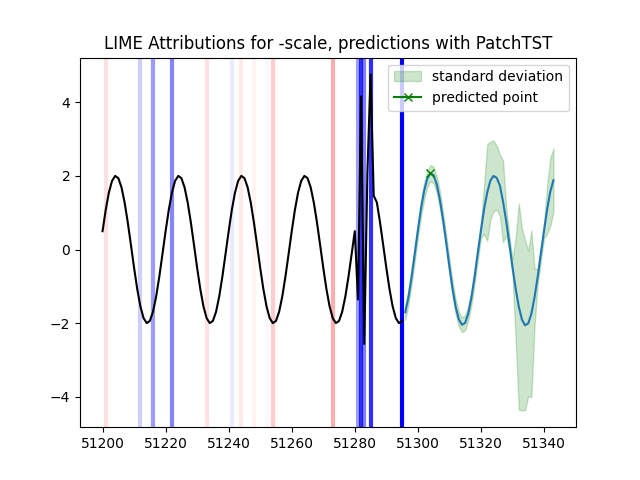 LIME Attributions for -scale, predictions with PatchTST
standard deviation
predicted point
4
2
0
−2
−4
51200 51220 51240 51260 51280 51300 51320 51340